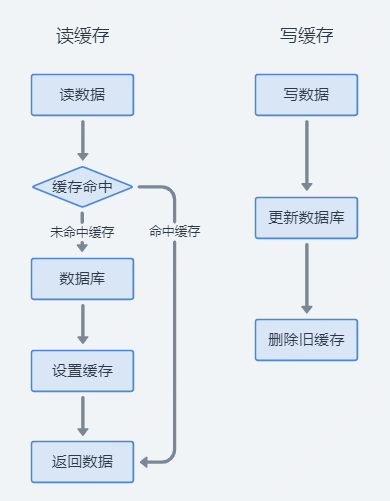 读缓存
读数据
缓存命中
未命中缓存
命中缓存
数据库
设置缓存
返回数据
写缓存
写数据
更新数据库
删除旧缓存